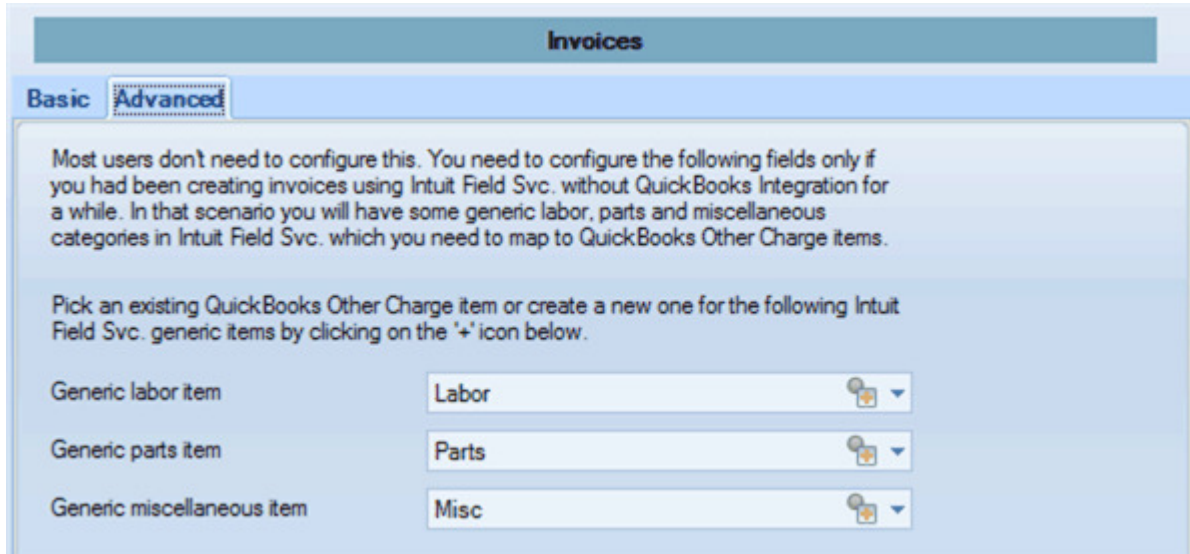 Invoices
Basic Advanced
Most users don't need to configure this. You need to configure the following fields only if
you had been creating invoices using Intuit Field Svc. without QuickBooks Integration for
a while. In that scenario you will have some generic labor, parts and miscellaneous
categories in Intuit Field Svc. which you need to map to QuickBooks Other Charge items.
Pick an existing QuickBooks Other Charge item or create a new one for the following Intuit
Field Svc. generic items by clicking on the '+' icon below.
Generic labor item Labor
Generic parts item Parts
Generic miscellaneous item Misc